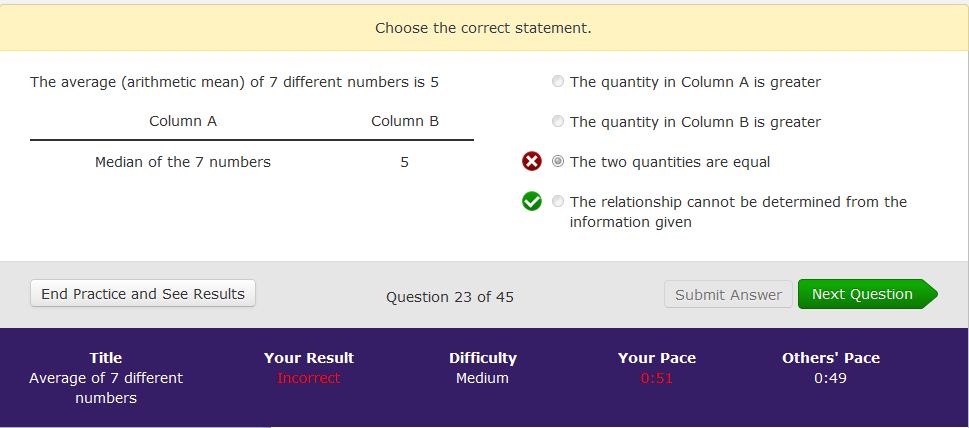 Choose the correct statement.
The average (arithmetic mean) of 7 different numbers is 5
Column A
Column B
Median of the 7 numbers
5
The quantity in Column A is greater
The quantity in Column B is greater
The two quantities are equal
The relationship cannot be determined from the
information given
End Practice and See Results
Question 23 of 45
Submit Answer
Next Question
Title
Average of 7 different
numbers
Your Result
Incorrect
Difficulty
Medium
Your Pace
0:51
Others' Pace
0:49